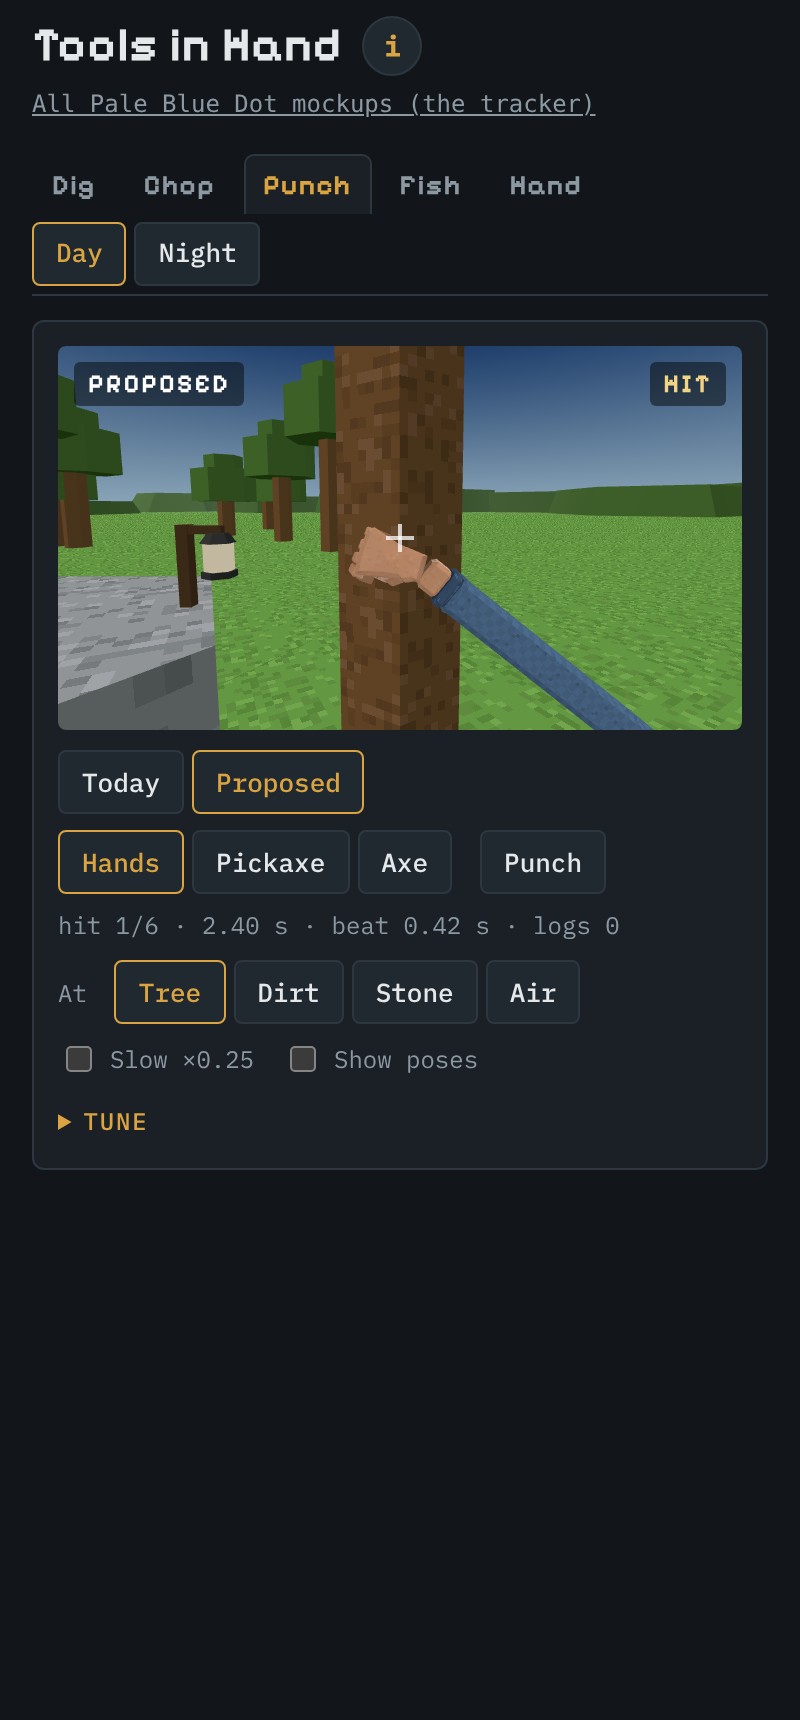 Tools in Hand i
All Pale Blue Dot mockups (the tracker)
Dig Chop Punch Fish Hand
Day Night
PROPOSED HIT
Today Proposed
Hands Pickaxe Axe Punch
hit 1/6 · 2.40 s · beat 0.42 s · logs 0
At Tree Dirt Stone Air
Slow ×0.25 Show poses
▶ TUNE